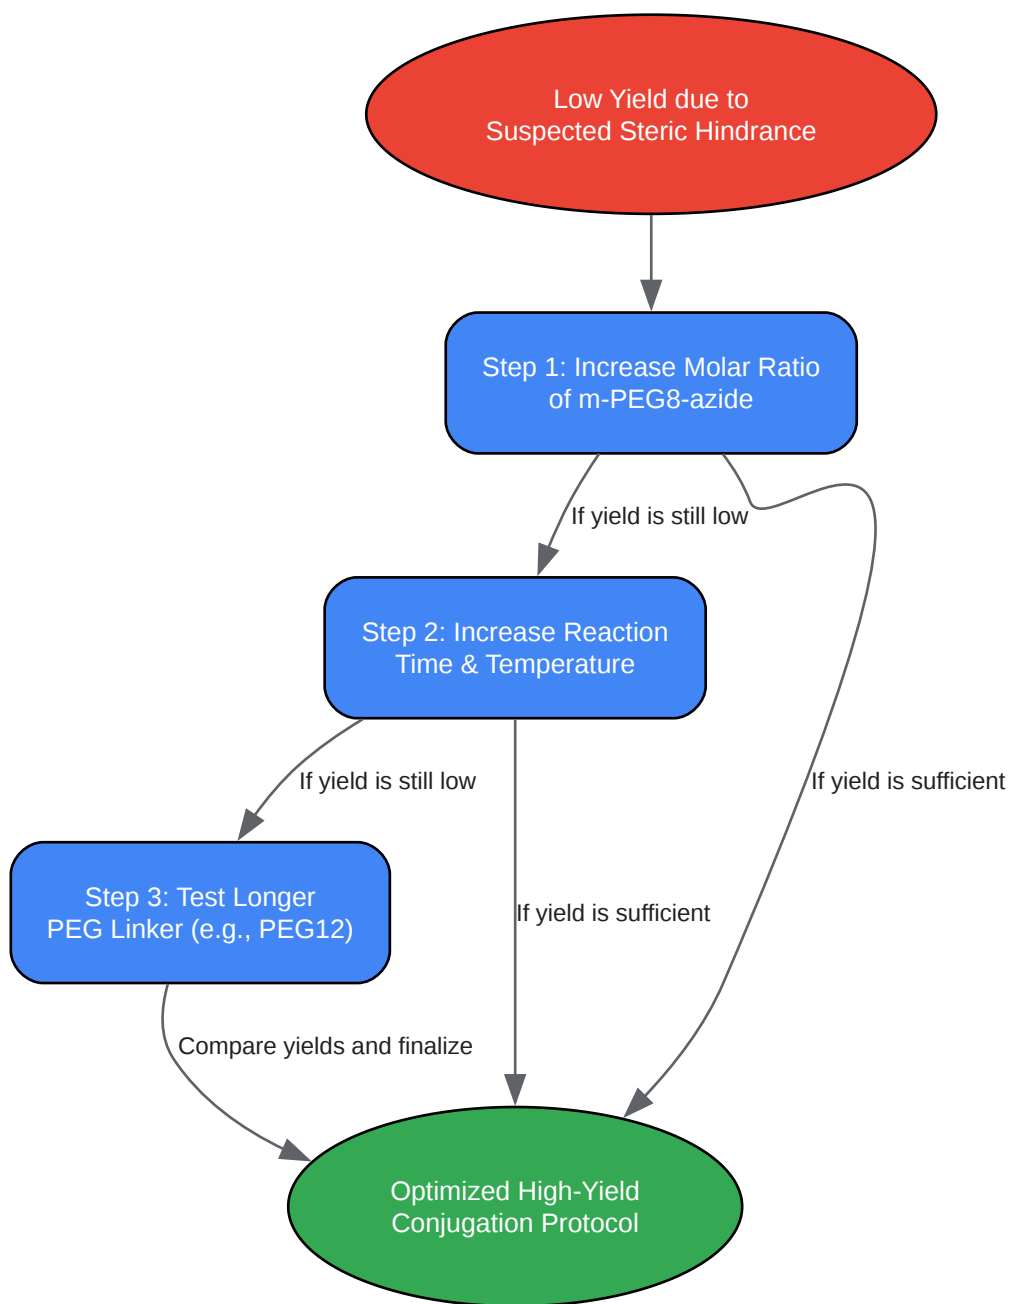 Low Yield due to
Suspected Steric Hindrance
Step 1: Increase Molar Ratio
of m-PEG8-azide
If yield is still low
Step 2: Increase Reaction
Time & Temperature
If yield is still low
If yield is sufficient
Step 3: Test Longer
PEG Linker (e.g., PEG12)
If yield is sufficient
Compare yields and finalize
Optimized High-Yield
Conjugation Protocol